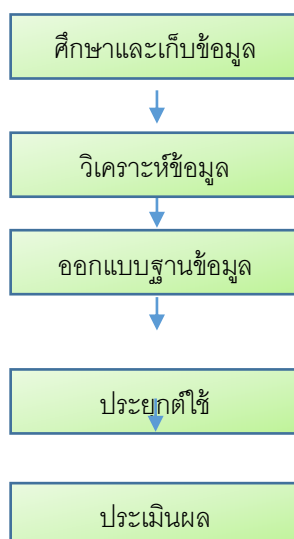 ศึกษาและเก็บข้อมูล
วิเคราะห์ข้อมูล
ออกแบบฐานข้อมูล
ประยุกต์ใช้
ประเมินผล